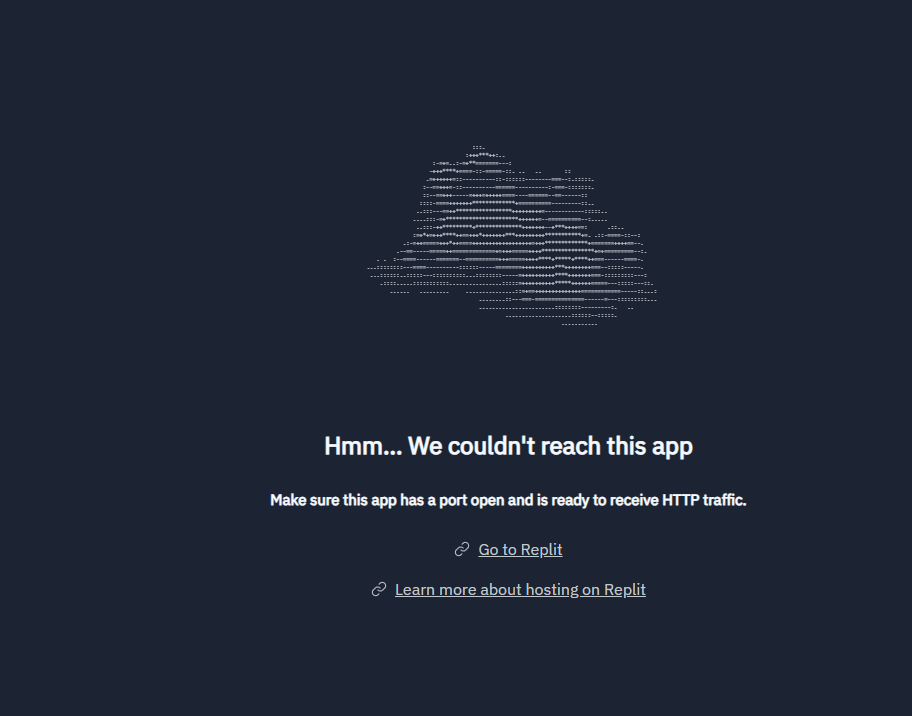 Hmm... We couldn't reach this app
Make sure this app has a port open and is ready to receive HTTP traffic.
Go to Replit
Learn more about hosting on Replit